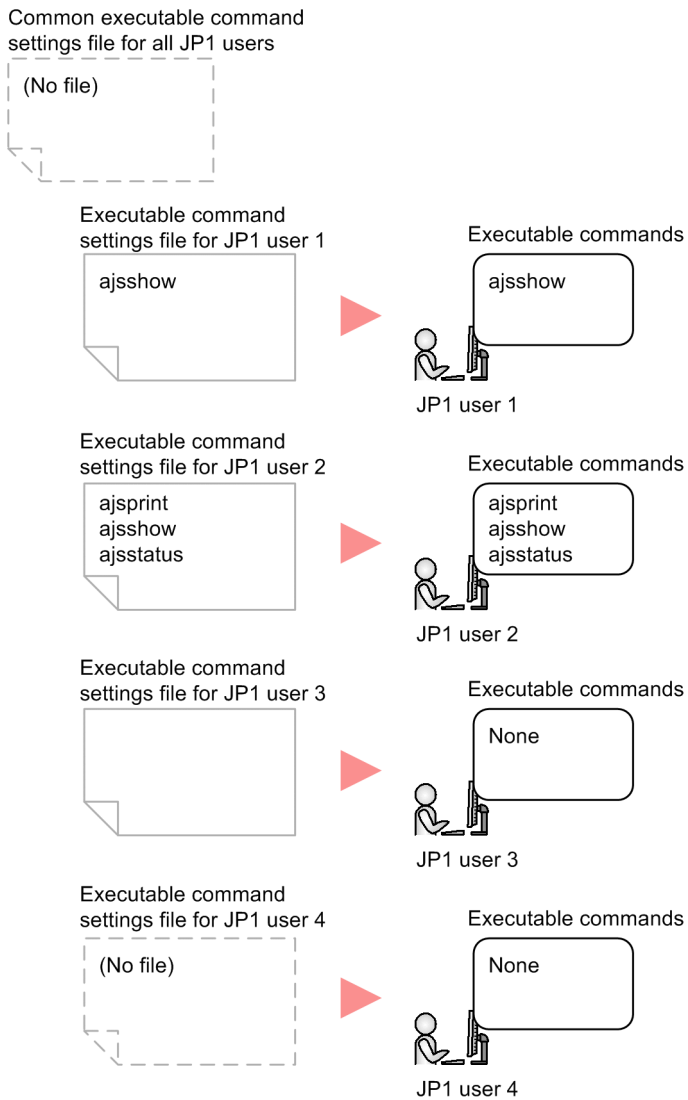 Common executable command
settings file for all JP1 users
(No file)
Executable command
settings file for JP1 user 1
ajsshow
Executable commands
ajsshow
JP1 user 1
Executable command
settings file for JP1 user 2
ajsprint
ajsshow
ajsstatus
Executable commands
ajsprint
ajsshow
ajsstatus
JP1 user 2
Executable command
settings file for JP1 user 3
Executable commands
None
JP1 user 3
Executable command
settings file for JP1 user 4
(No file)
Executable commands
None
JP1 user 4